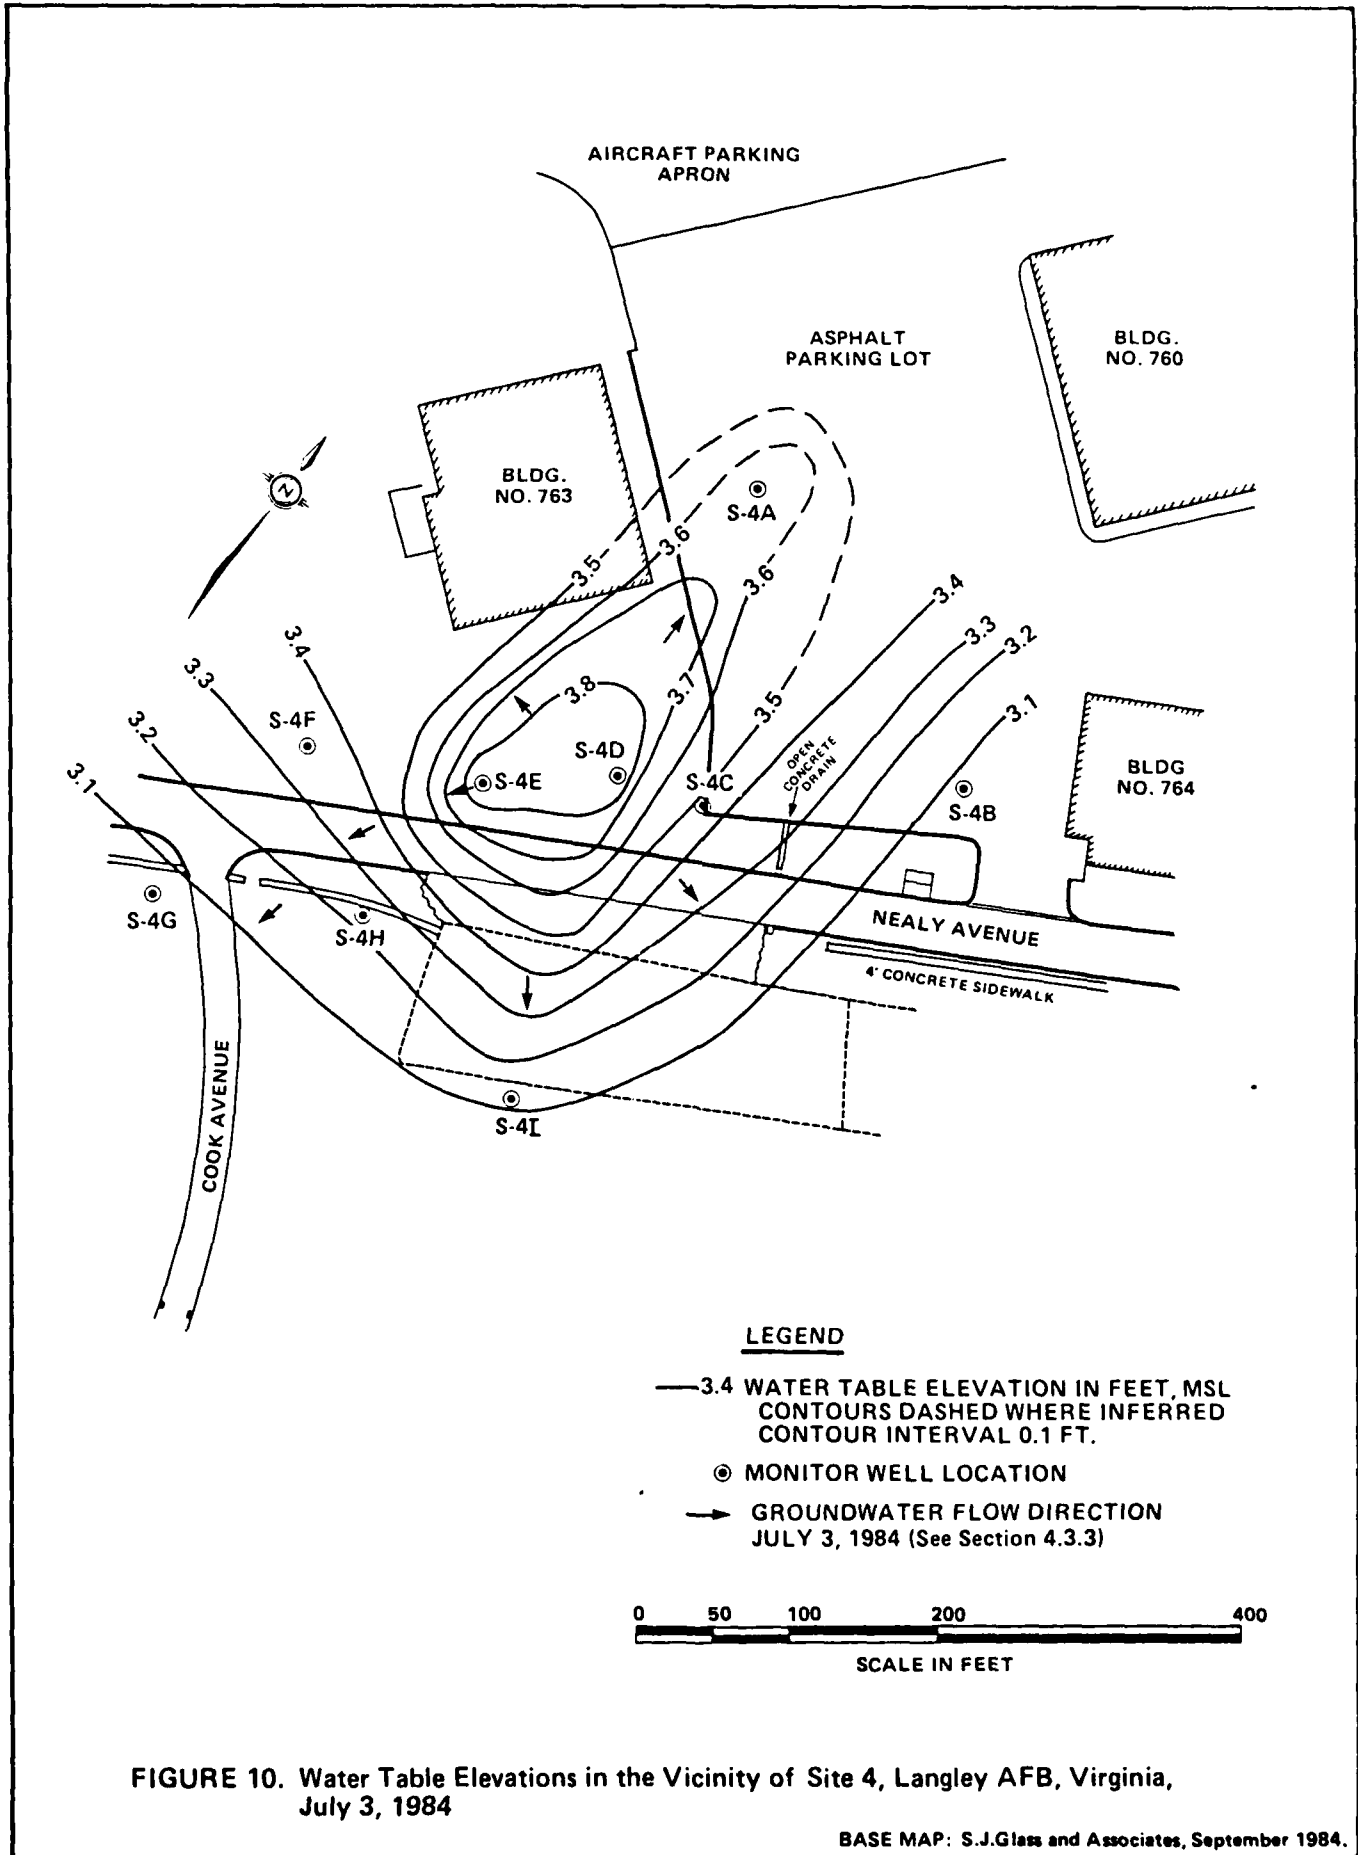 AIRCRAFT PARKING
APRON
ASPHALT
PARKING LOT
BLDG.
NO. 760
BLDG.
NO. 763
N
S-4A
3.6
3.5
3.6
3.4
3.3
3.2
3.4
3.3
3.8
3.7
3.5
3.1
S-4F
3.2
S-4D
OPEN
CONCRETE
DRAIN
3.1
S-4E
S-4C
S-4B
BLDG
NO. 764
S-4G
S-4H
NEALY AVENUE
4' CONCRETE SIDEWALK
COOK AVENUE
S-4I
LEGEND
3.4 WATER TABLE ELEVATION IN FEET, MSL
CONTOURS DASHED WHERE INFERRED
CONTOUR INTERVAL 0.1 FT.
MONITOR WELL LOCATION
GROUNDWATER FLOW DIRECTION
JULY 3, 1984 (See Section 4.3.3)
0 50 100 200 400
SCALE IN FEET
FIGURE 10. Water Table Elevations in the Vicinity of Site 4, Langley AFB, Virginia,
July 3, 1984
BASE MAP: S.J.Glass and Associates, September 1984.